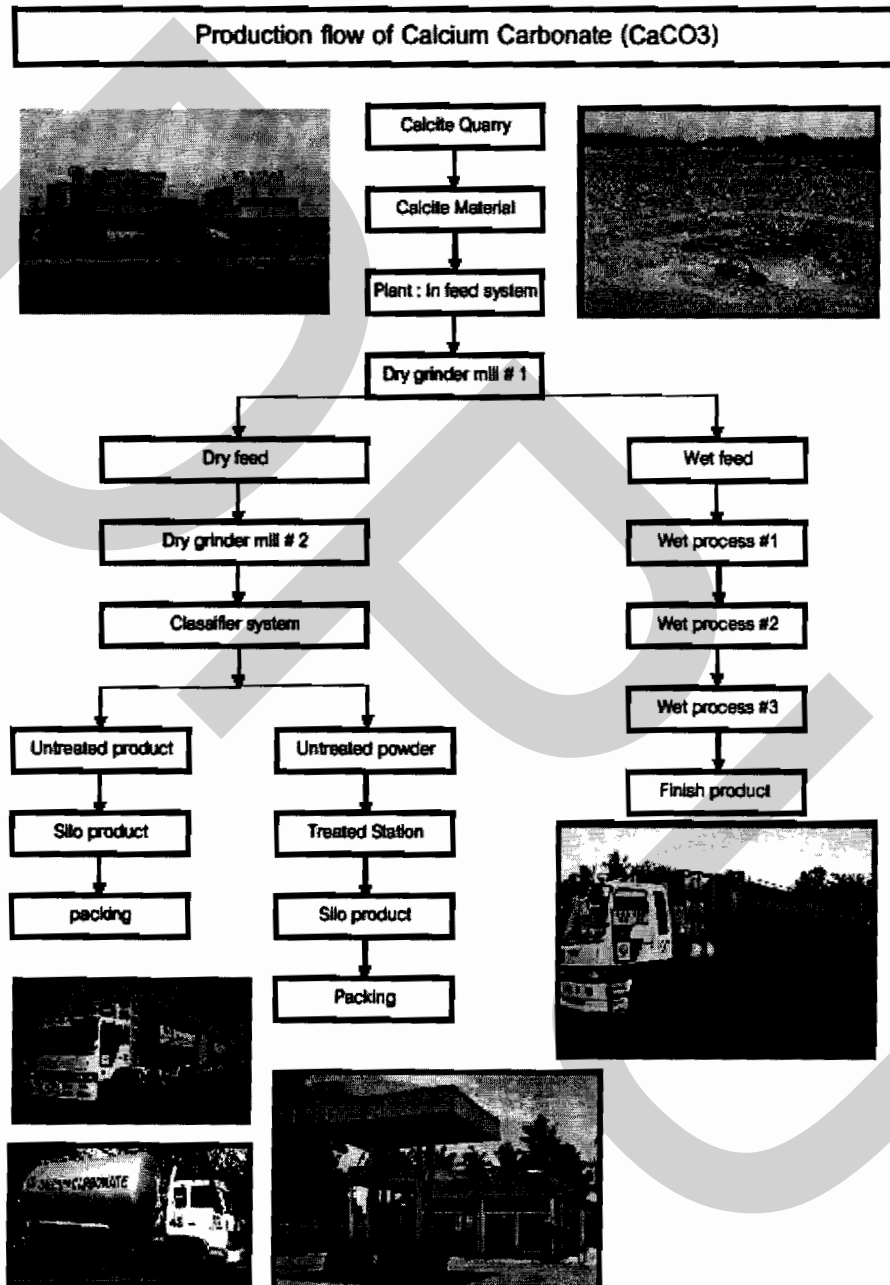 Production flow of Calcium Carbonate (CaCO3)
Calcite Quarry
Calcite Material
Plant : In feed system
Dry grinder mill # 1
Dry feed
Wet feed
Dry grinder mill # 2
Wet process #1
Classifier system
Wet process #2
Wet process #3
Untreated product
Untreated powder
Finish product
Silo product
Treated Station
packing
Silo product
Packing
CARBONATE